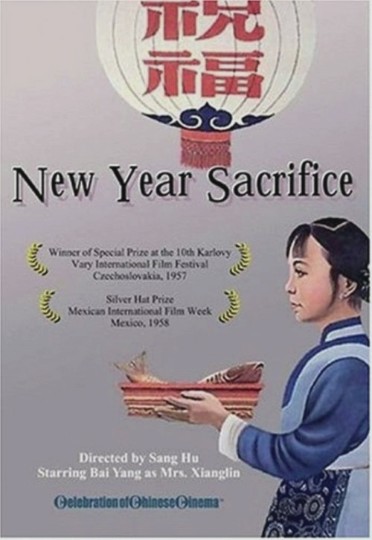 祝
福
New Year Sacrifice
Winner of Special Prize at the 10th Karlovy
Vary International Film Festival
Czechoslovakia, 1957
Silver Hat Prize
Mexican International Film Week
Mexico, 1958
Directed by Sang Hu
Starring Bai Yang as Mrs. Xianglin
Celebration of Chinese Cinema